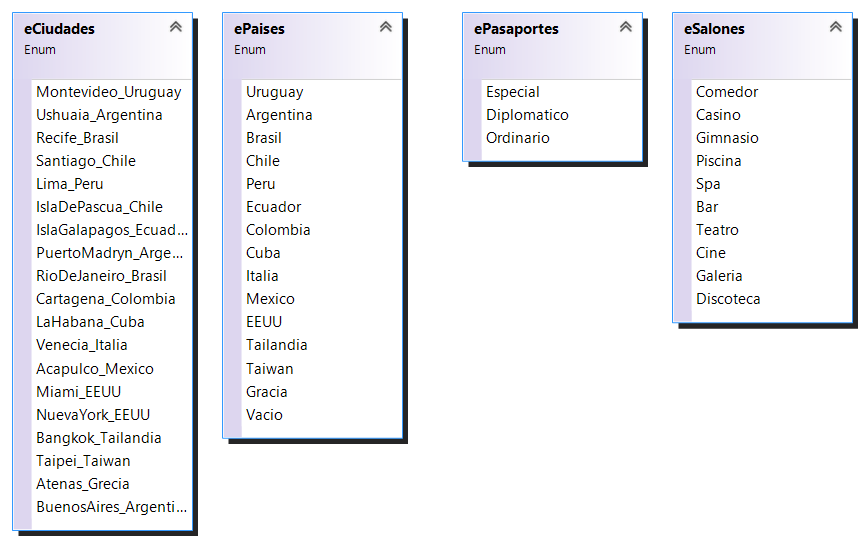 eCiudades
Enum
Montevideo_Uruguay
Ushuaia_Argentina
Recife_Brasil
Santiago_Chile
Lima_Peru
IslaDePascua_Chile
IslaGalapagos_Ecuad...
PuertoMadryn_Arge...
RioDeJaneiro_Brasil
Cartagena_Colombia
LaHabana_Cuba
Venecia_Italia
Acapulco_Mexico
Miami_EEUU
NuevaYork_EEUU
Bangkok_Tailandia
Taipei_Taiwan
Atenas_Grecia
BuenosAires_Argenti...
ePaises
Enum
Uruguay
Argentina
Brasil
Chile
Peru
Ecuador
Colombia
Cuba
Italia
Mexico
EEUU
Tailandia
Taiwan
Gracia
Vacio
ePasaportes
Enum
Especial
Diplomatico
Ordinario
eSalones
Enum
Comedor
Casino
Gimnasio
Piscina
Spa
Bar
Teatro
Cine
Galeria
Discoteca